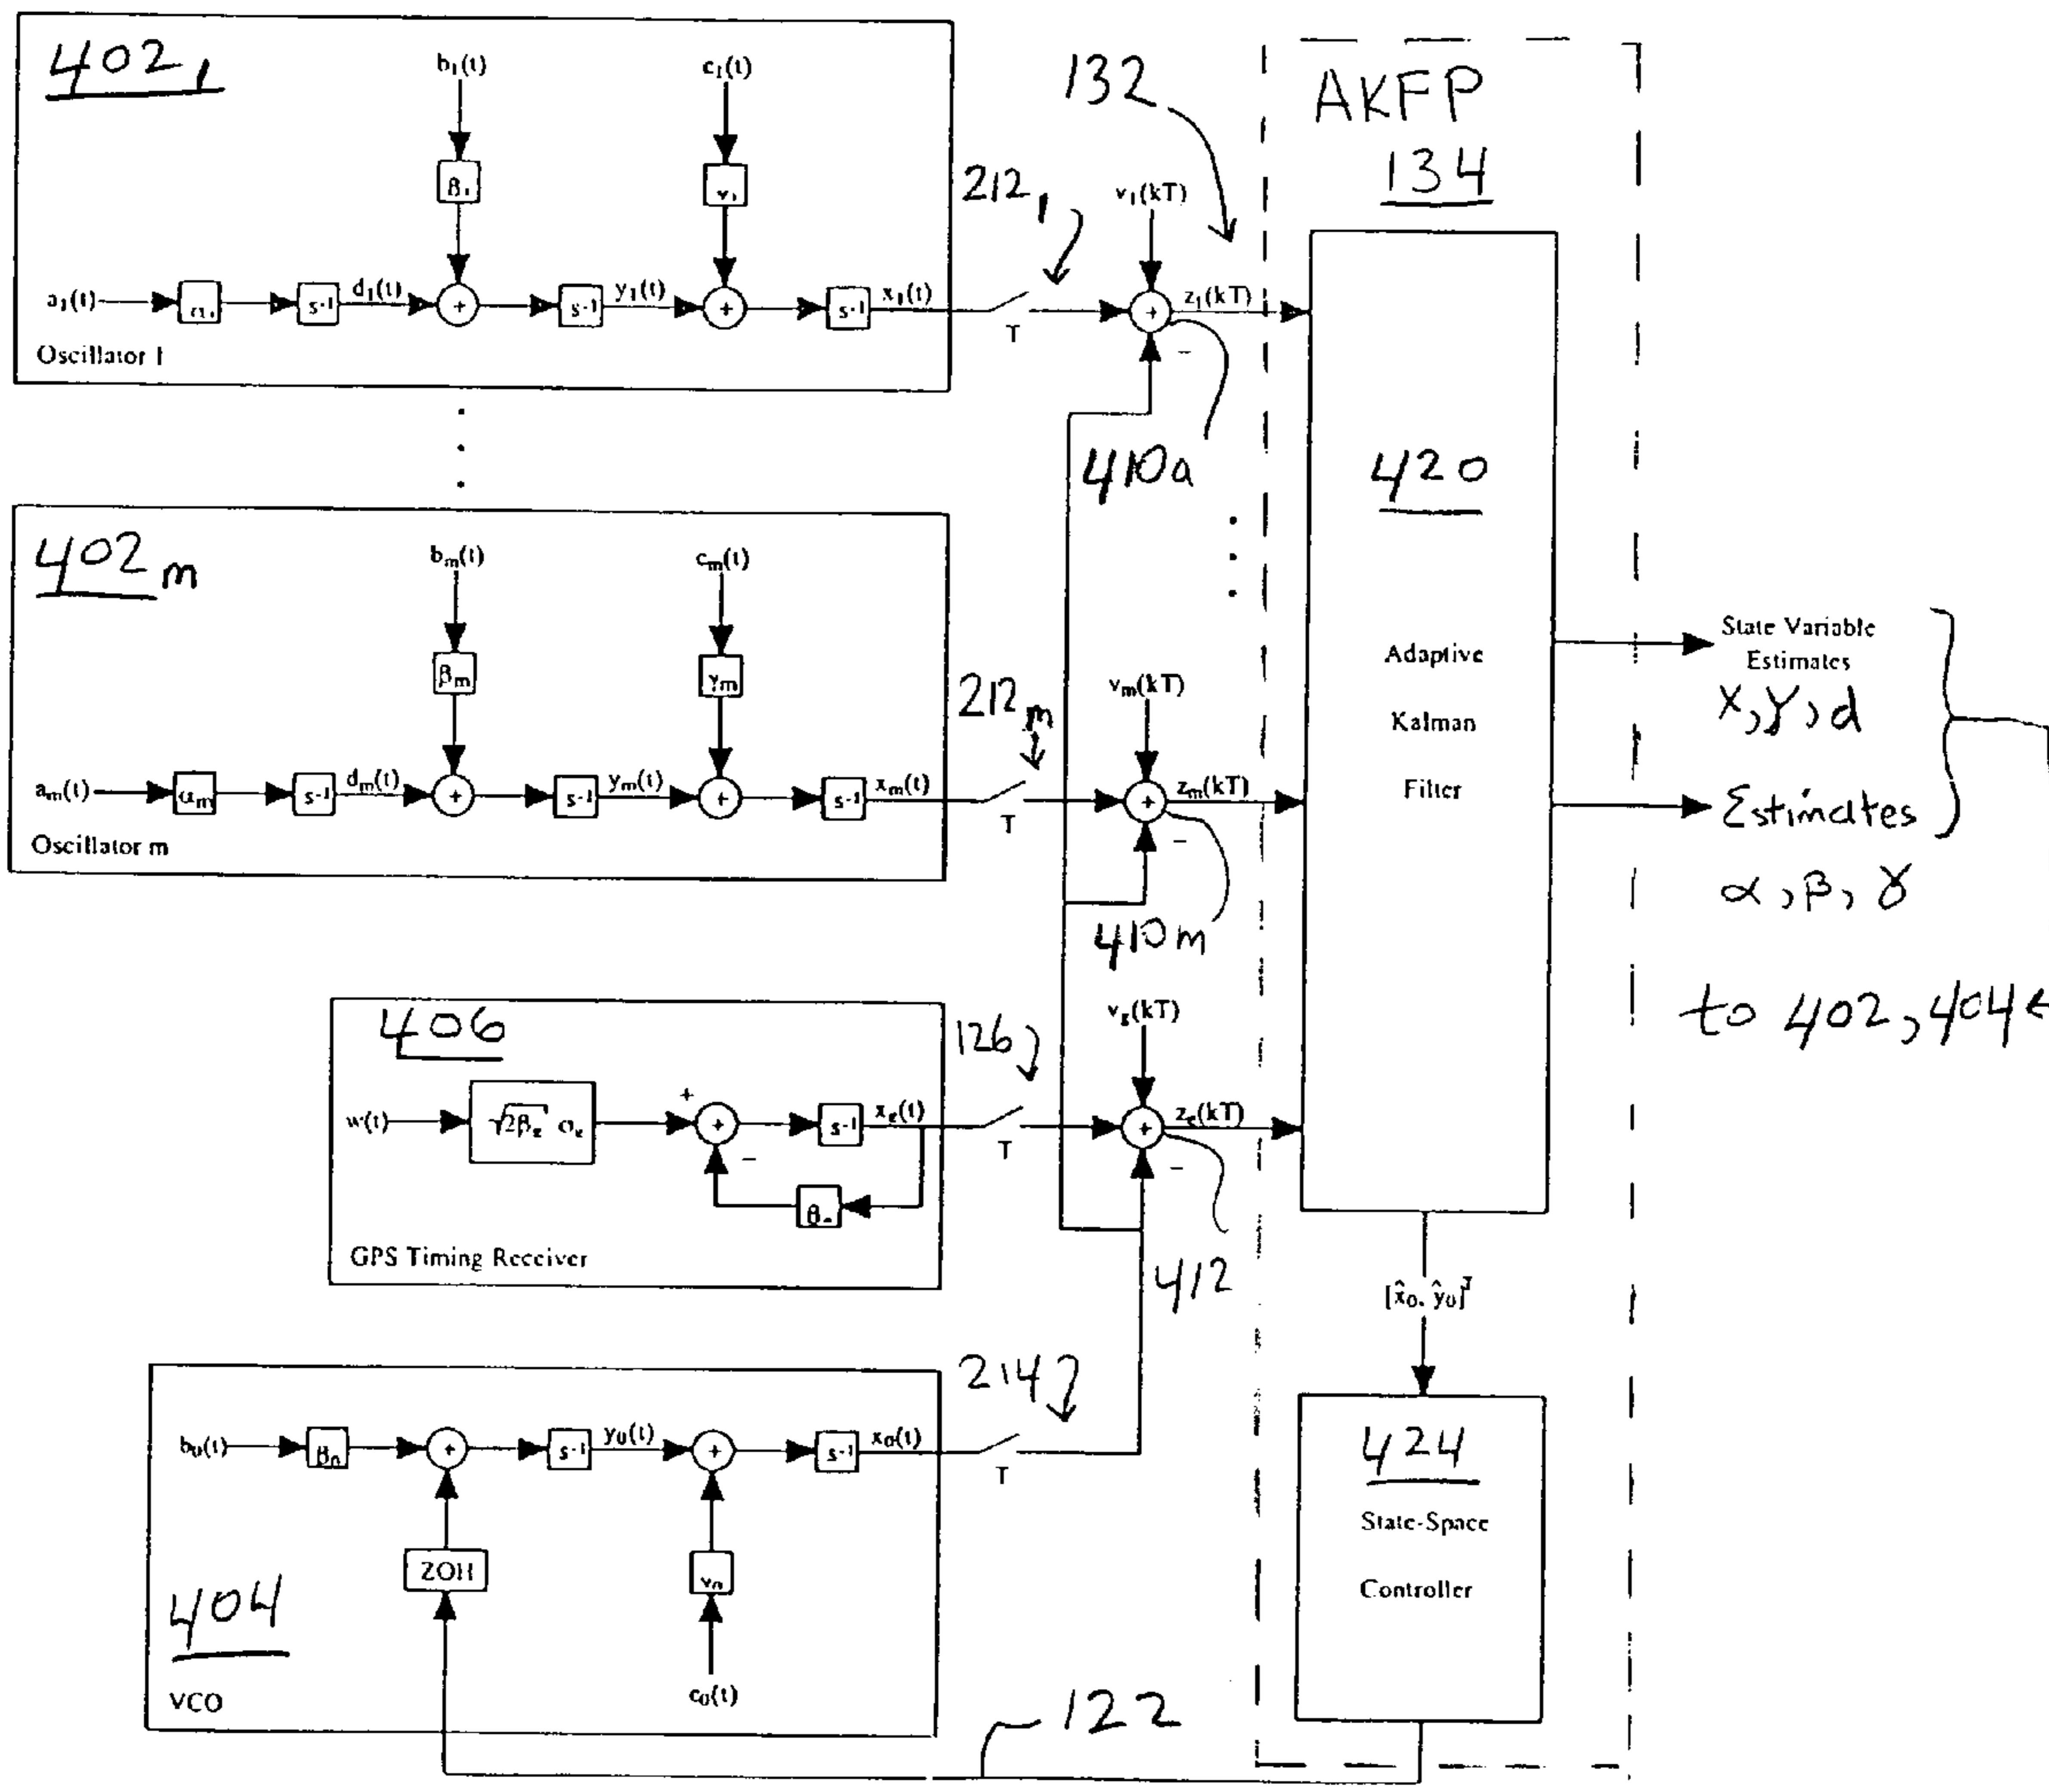 402₁
b₁(t)
c₁(t)
β₁
γ₁
a₁(t)
α₁
s⁻¹
d₁(t)
+
s⁻¹
y₁(t)
+
s⁻¹
x₁(t)
Oscillator 1
212₁
T
132
v₁(kT)
+
z₁(kT)
−
410a
AKFP
134
420
Adaptive
Kalman
Filter
402m
bₘ(t)
cₘ(t)
βₘ
γₘ
aₘ(t)
αₘ
s⁻¹
dₘ(t)
+
s⁻¹
yₘ(t)
+
s⁻¹
xₘ(t)
Oscillator m
212m
T
vₘ(kT)
+
zₘ(kT)
−
410m
State Variable
Estimates
x, y, d
Estimates
α, β, γ
to 402, 404
406
w(t)
√2βg σg
+
+
−
s⁻¹
xg(t)
βg
GPS Timing Receiver
126
T
vg(kT)
+
zg(kT)
−
412
[x̂₀, ŷ₀]ᵀ
b₀(t)
β₀
+
s⁻¹
y₀(t)
+
s⁻¹
x₀(t)
ZOH
γ₀
c₀(t)
404
VCO
214
T
424
State-Space
Controller
122